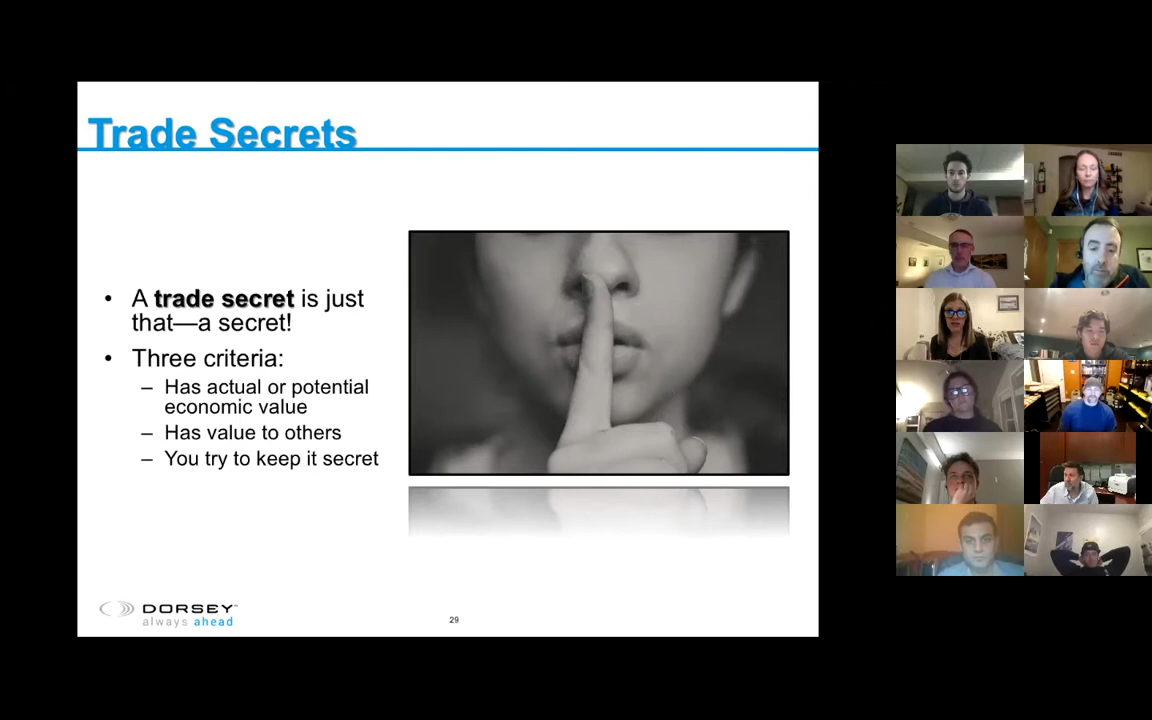 Trade Secrets
• A trade secret is just
that—a secret!
• Three criteria:
– Has actual or potential
economic value
– Has value to others
– You try to keep it secret
DORSEY™
always ahead
29